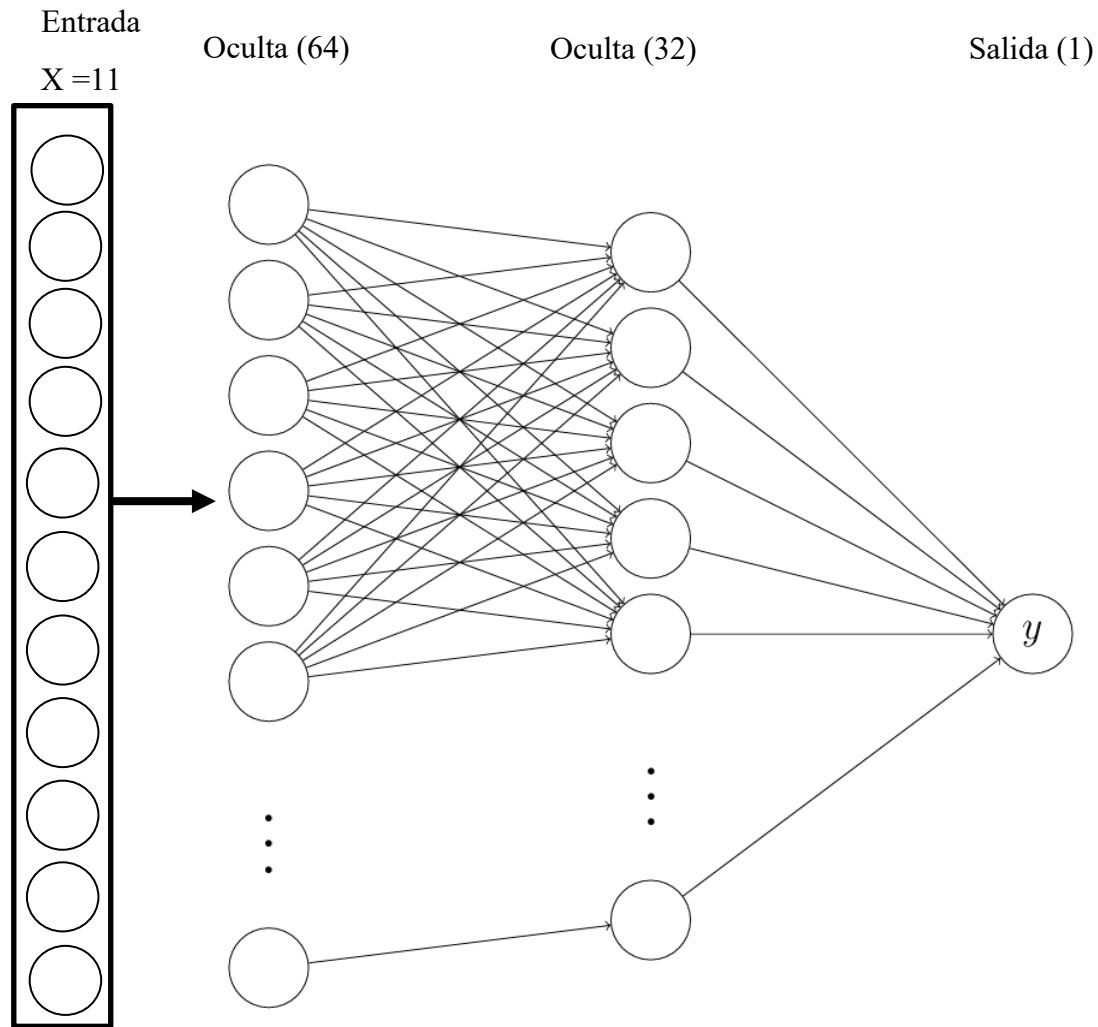 Entrada
X =11
Oculta (64)
Oculta (32)
Salida (1)
y